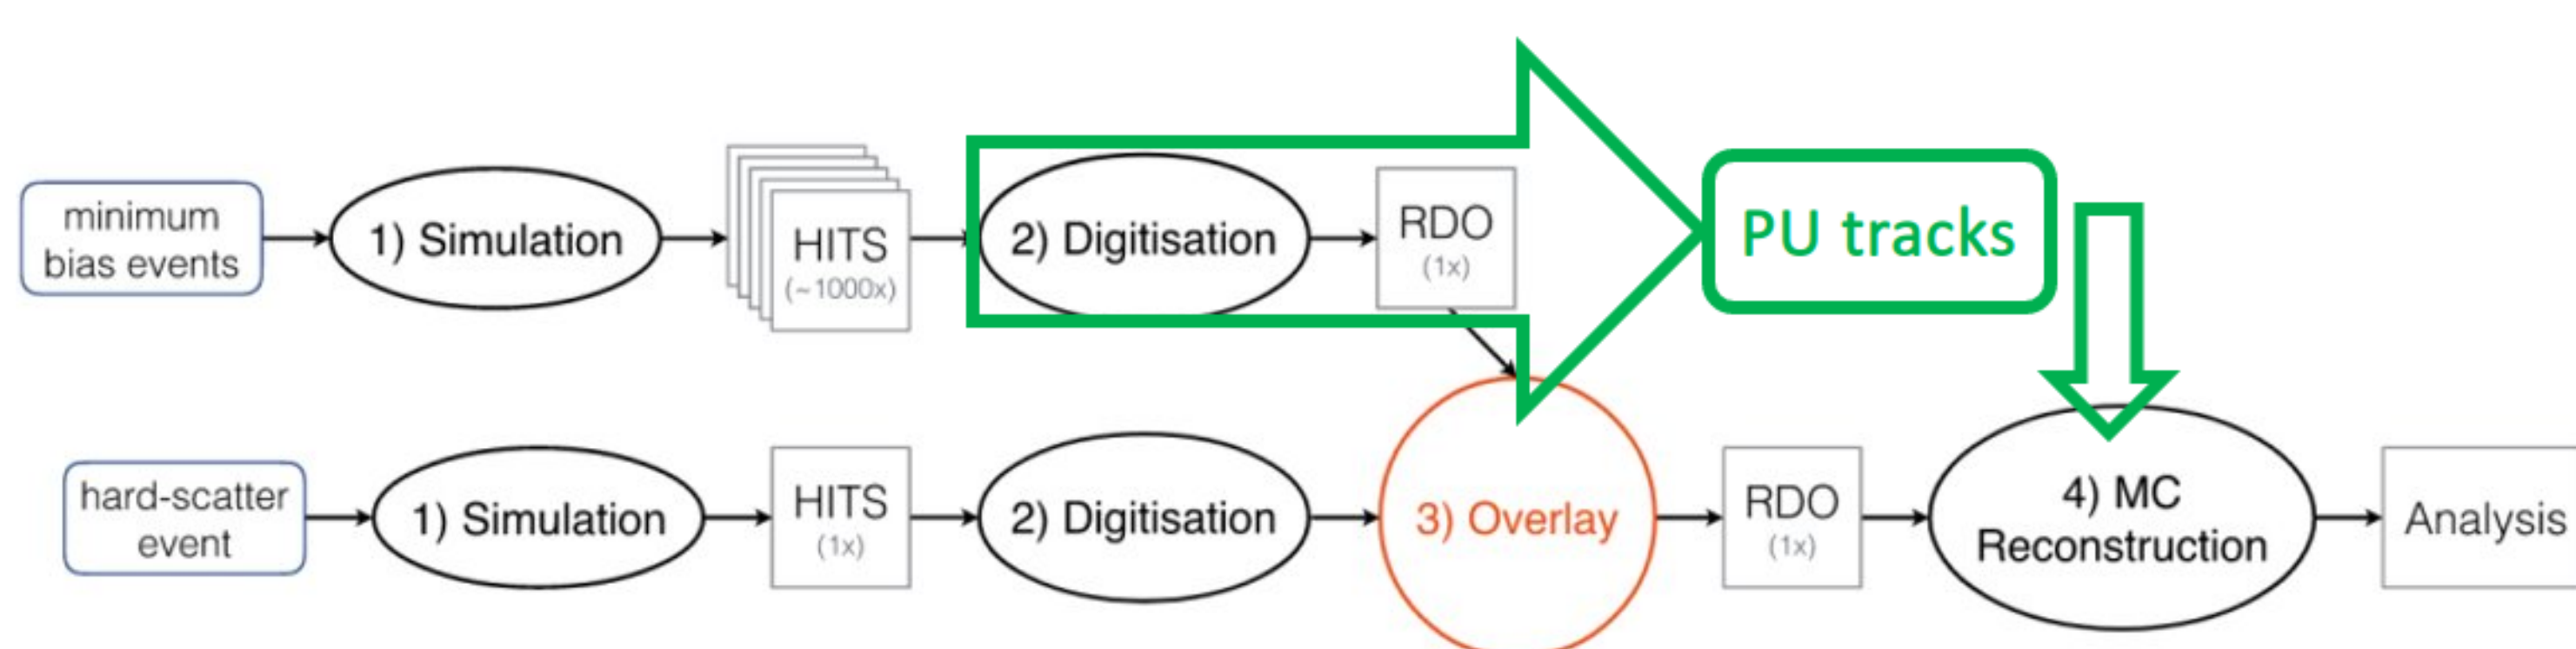 minimum
bias events
1) Simulation
HITS
(~1000x)
2) Digitisation
RDO
(1x)
PU tracks
hard-scatter
event
1) Simulation
HITS
(1x)
2) Digitisation
3) Overlay
RDO
(1x)
4) MC
Reconstruction
Analysis